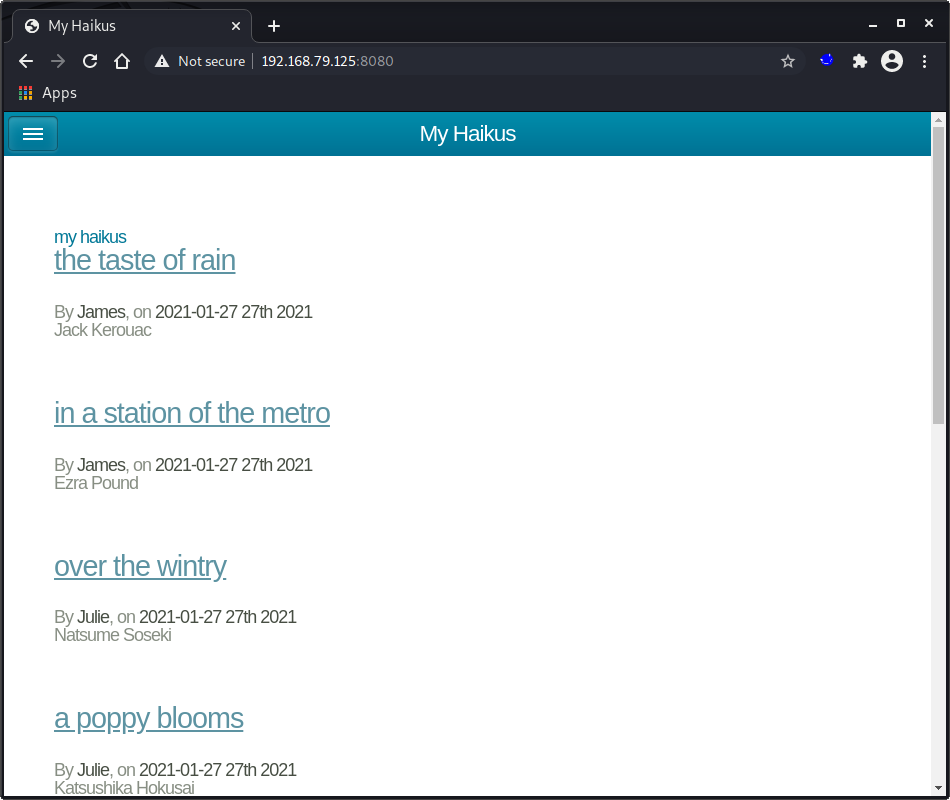 My Haikus
Not secure 192.168.79.125:8080
Apps
My Haikus
my haikus
the taste of rain
By James, on 2021-01-27 27th 2021
Jack Kerouac
in a station of the metro
By James, on 2021-01-27 27th 2021
Ezra Pound
over the wintry
By Julie, on 2021-01-27 27th 2021
Natsume Soseki
a poppy blooms
By Julie, on 2021-01-27 27th 2021
Katsushika Hokusai